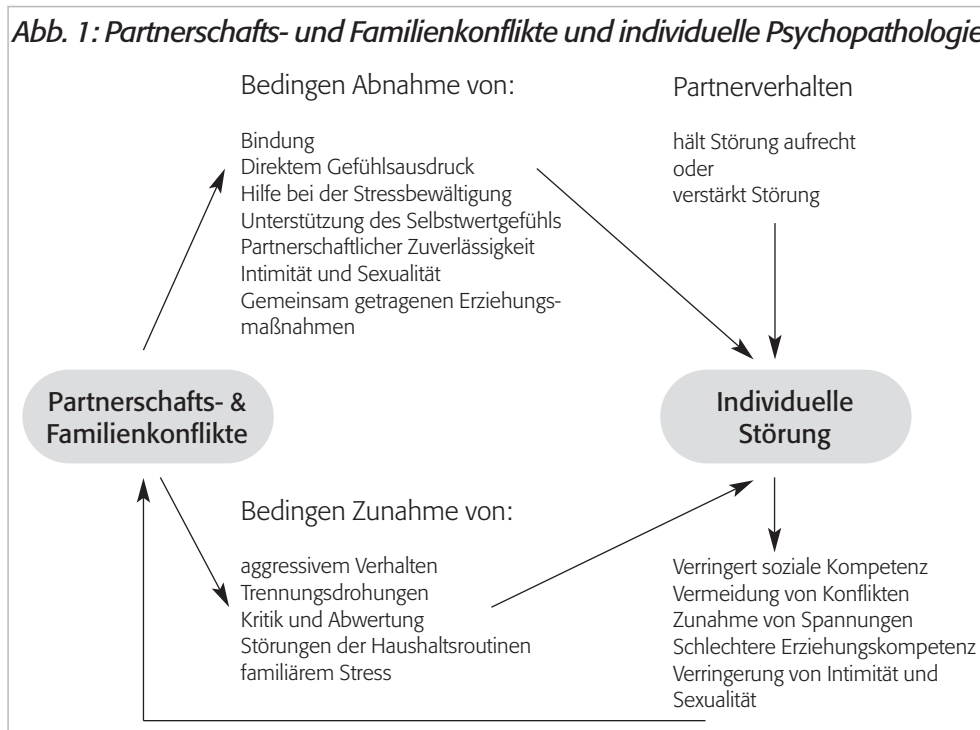 Abb. 1: Partnerschafts- und Familienkonflikte und individuelle Psychopathologie
Bedingen Abnahme von:
Bindung
Direktem Gefühlsausdruck
Hilfe bei der Stressbewältigung
Unterstützung des Selbstwertgefühls
Partnerschaftlicher Zuverlässigkeit
Intimität und Sexualität
Gemeinsam getragenen Erziehungs-
maßnahmen
Partnerverhalten
hält Störung aufrecht
oder
verstärkt Störung
Partnerschafts- &
Familienkonflikte
Individuelle
Störung
Bedingen Zunahme von:
aggressivem Verhalten
Trennungsdrohungen
Kritik und Abwertung
Störungen der Haushaltsroutinen
familiärem Stress
Verringert soziale Kompetenz
Vermeidung von Konflikten
Zunahme von Spannungen
Schlechtere Erziehungskompetenz
Verringerung von Intimität und
Sexualität